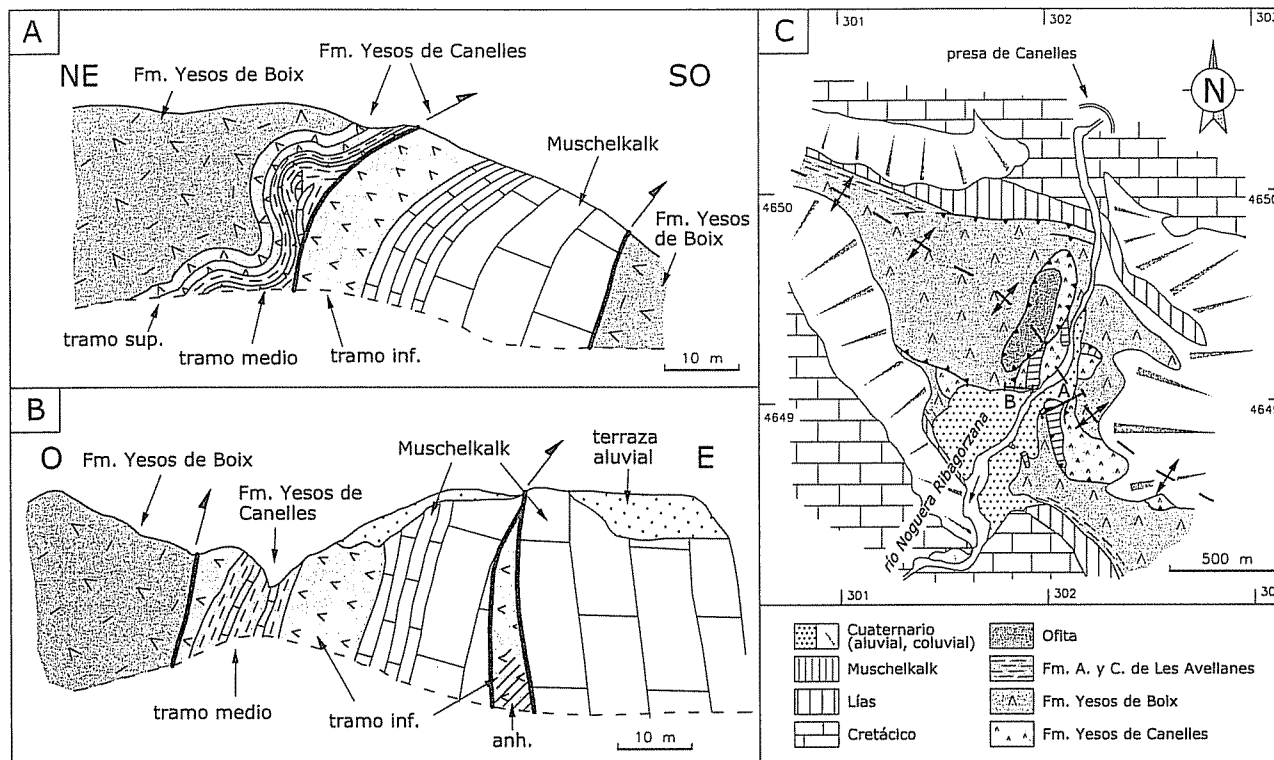 A
NE
Fm. Yesos de Boix
Fm. Yesos de Canelles
SO
Muschelkalk
Fm. Yesos
de Boix
tramo sup.
tramo medio
tramo inf.
10 m
B
O
Fm. Yesos de Boix
Fm. Yesos de
Canelles
Muschelkalk
terraza
aluvial
E
tramo medio
tramo inf.
anh.
10 m
C
301
302
303
presa de Canelles
N
4650
4650
4649
4649
B
A
río Noguera Ribagorzana
500 m
301
302
Cuaternario
(aluvial, coluvial)
Muschelkalk
Lías
Cretácico
Ofita
Fm. A. y C. de Les Avellanes
Fm. Yesos de Boix
Fm. Yesos de Canelles